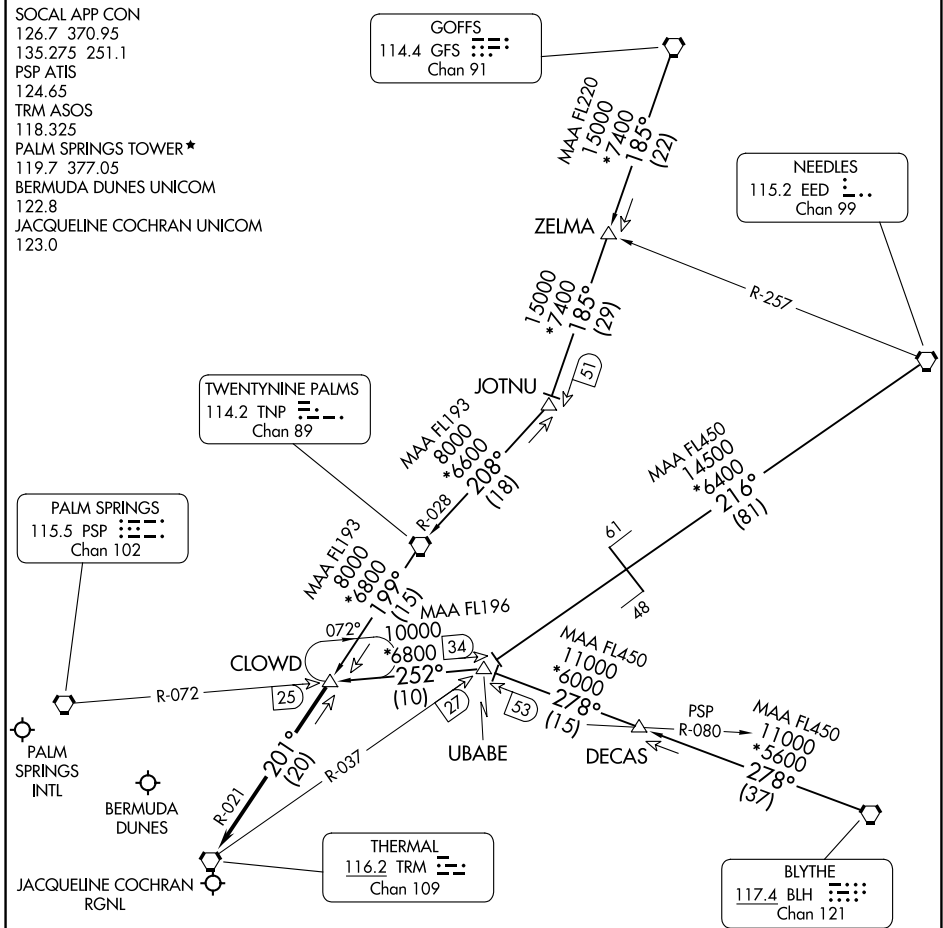 SOCAL APP CON
126.7 370.95
135.275 251.1
PSP ATIS
124.65
TRM ASOS
118.325
PALM SPRINGS TOWER★
119.7 377.05
BERMUDA DUNES UNICOM
122.8
JACQUELINE COCHRAN UNICOM
123.0
GOFFS
114.4 GFS
Chan 91
MAA FL220
15000
*7400
185°
(22)
NEEDLES
115.2 EED
Chan 99
ZELMA
R-257
15000
*7400
185°
(29)
JOTNU
51
TWENTYNINE PALMS
114.2 TNP
Chan 89
MAA FL193
8000
*6600
208°
(18)
R-028
MAA FL450
14500
*6400
216°
(81)
61
48
PALM SPRINGS
115.5 PSP
Chan 102
MAA FL193
8000
*6800
199°
(15)
MAA FL196
10000
*6800
252°
(10)
072°
34
CLOWD
R-072
25
27
53
MAA FL450
11000
*6000
278°
(15)
UBABE
DECAS
PSP
R-080
MAA FL450
11000
*5600
278°
(37)
PALM
SPRINGS
INTL
BERMUDA
DUNES
201°
(20)
R-021
R-037
JACQUELINE COCHRAN
RGNL
THERMAL
116.2 TRM
Chan 109
BLYTHE
117.4 BLH
Chan 121